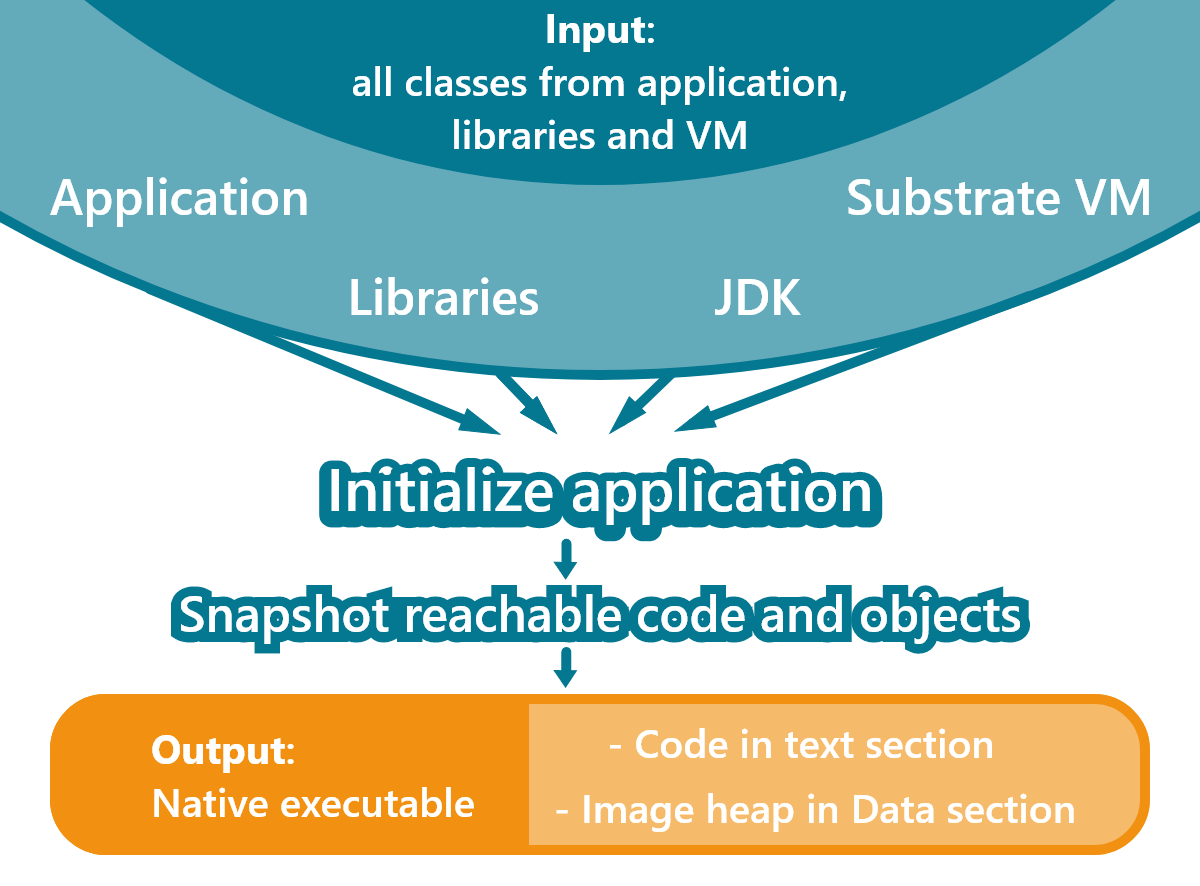 Input:
all classes from application,
libraries and VM
Application
Substrate VM
Libraries
JDK
Initialize application
Snapshot reachable code and objects
Output:
Native executable
- Code in text section
- Image heap in Data section